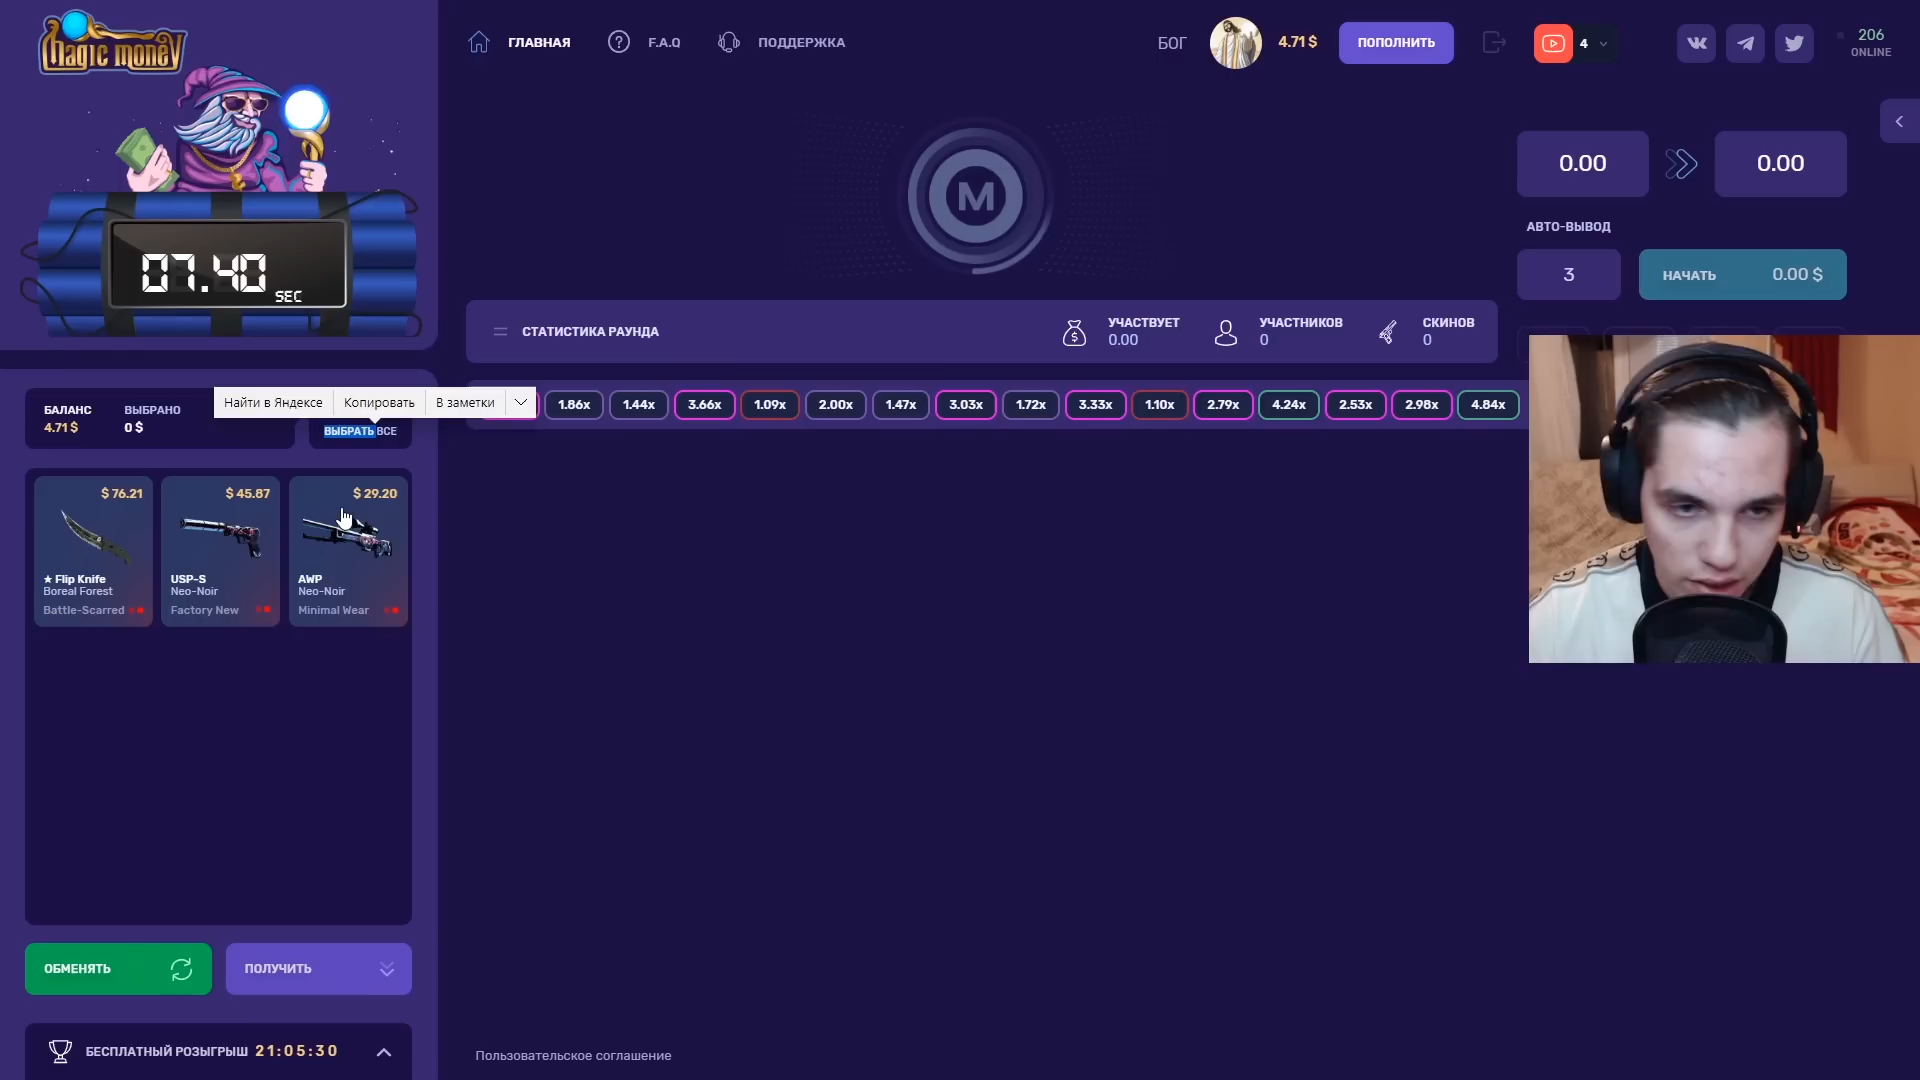 magic money
ГЛАВНАЯ
F.A.Q
ПОДДЕРЖКА
БОГ
4.71 $
ПОПОЛНИТЬ
4
206
ONLINE
07.40 SEC
M
0.00
0.00
АВТО-ВЫВОД
3
НАЧАТЬ 0.00 $
СТАТИСТИКА РАУНДА
УЧАСТВУЕТ
0.00
УЧАСТНИКОВ
0
СКИНОВ
0
БАЛАНС
4.71 $
ВЫБРАНО
0 $
Найти в Яндексе
Копировать
В заметки
ВЫБРАТЬ ВСЕ
1.86x 1.44x 3.66x 1.09x 2.00x 1.47x 3.03x 1.72x 3.33x 1.10x 2.79x 4.24x 2.53x 2.98x 4.84x
$ 76.21
★ Flip Knife
Boreal Forest
Battle-Scarred
$ 45.87
USP-S
Neo-Noir
Factory New
$ 29.20
AWP
Neo-Noir
Minimal Wear
ОБМЕНЯТЬ
ПОЛУЧИТЬ
БЕСПЛАТНЫЙ РОЗЫГРЫШ 21:05:30
Пользовательское соглашение